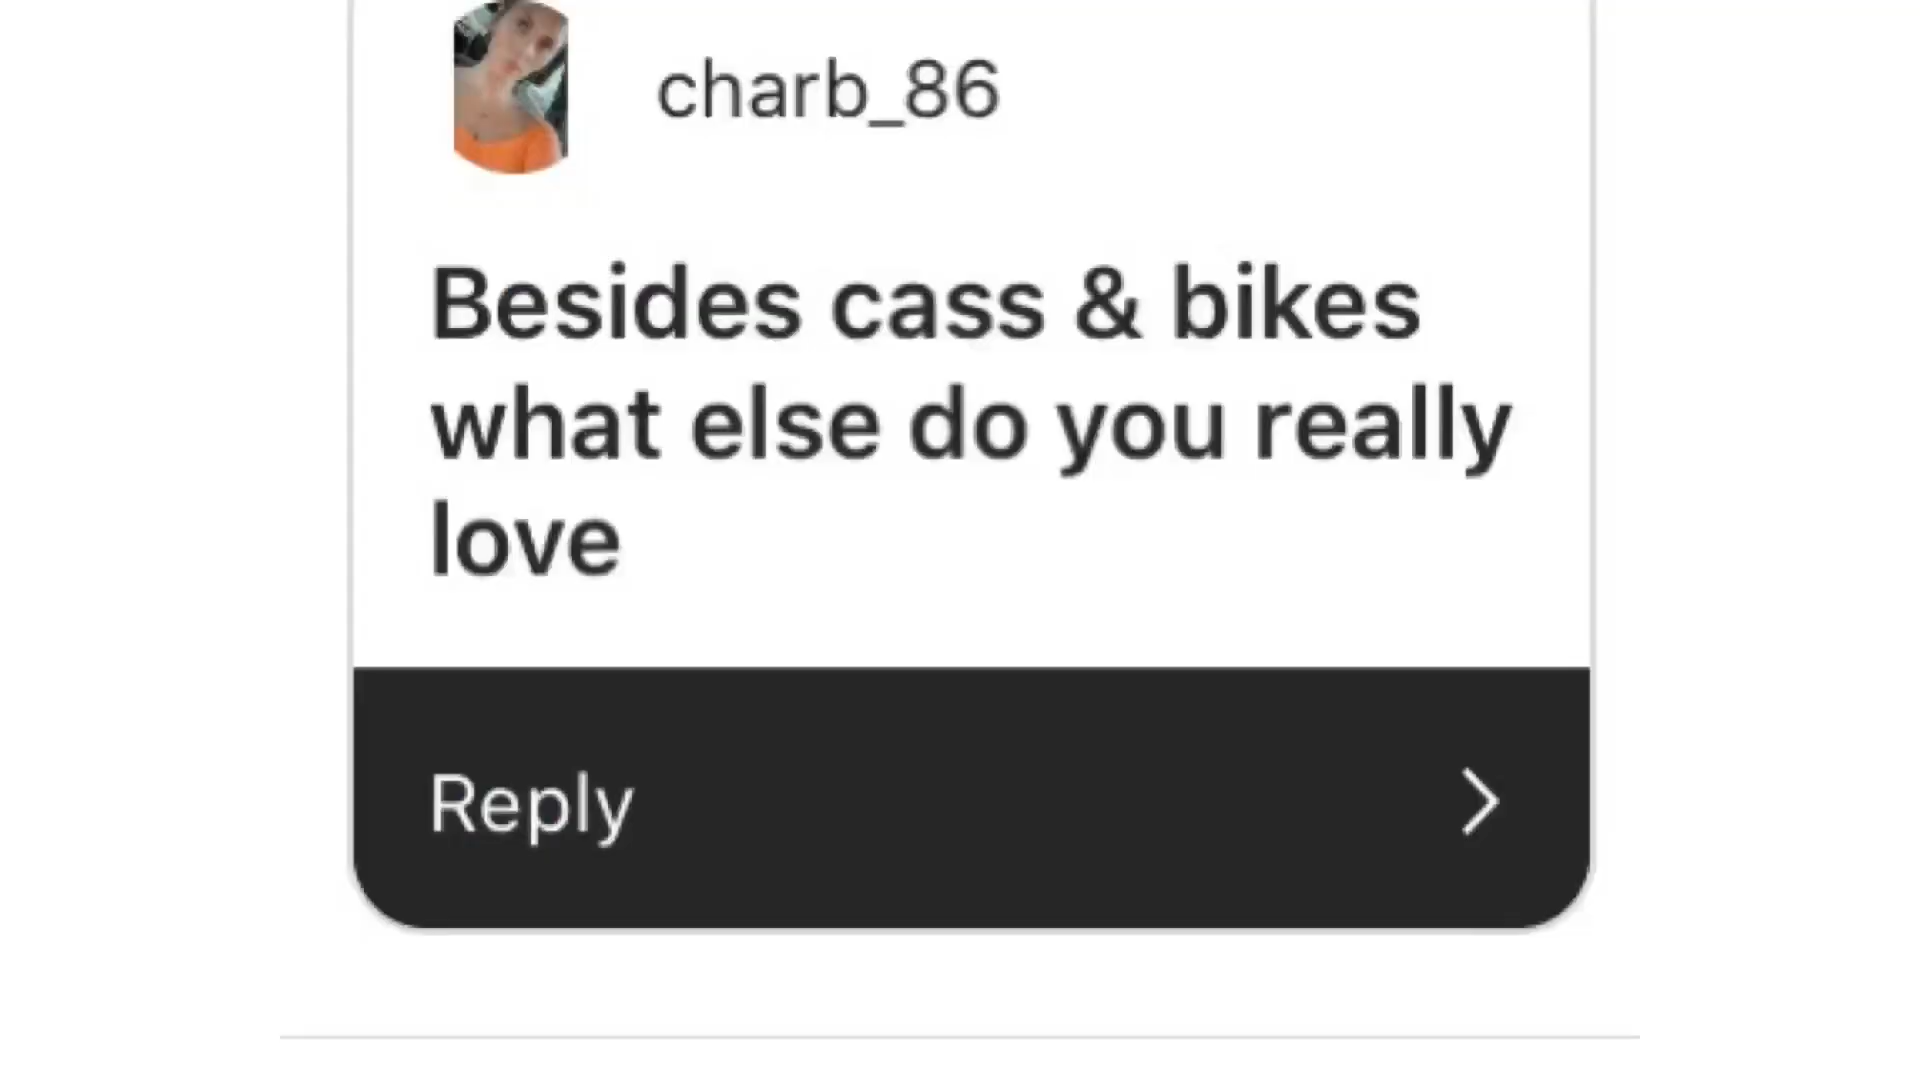 charb_86
Besides cass & bikes
what else do you really
love
Reply